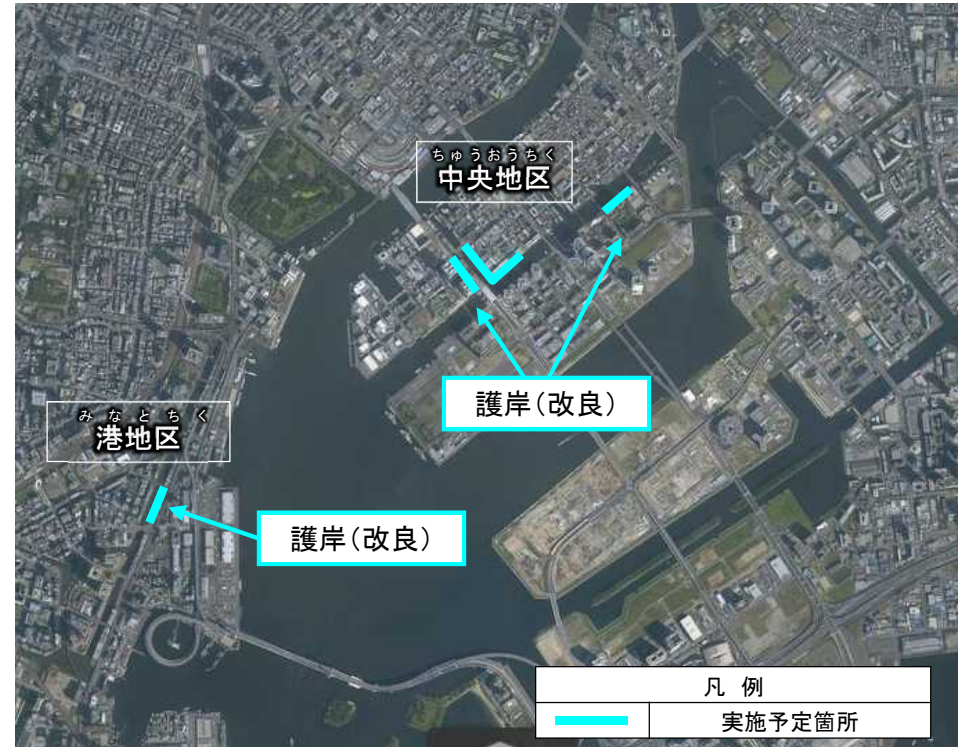 ちゅうおうちく
中央地区
護岸(改良)
みなとちく
港地区
護岸(改良)
凡 例
実施予定箇所